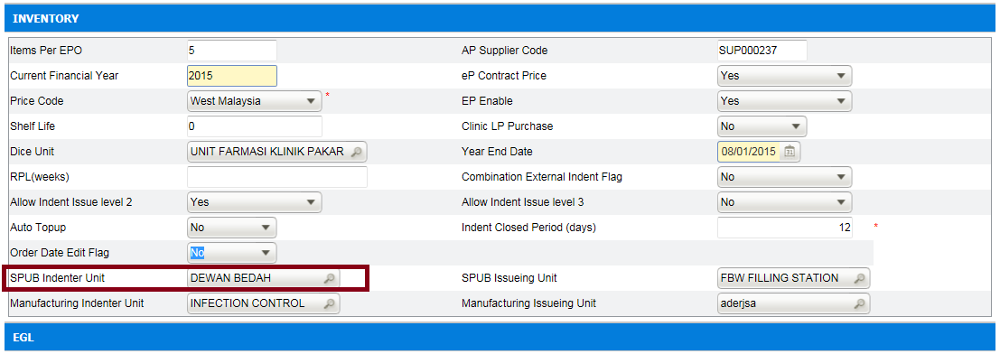 INVENTORY
Items Per EPO 5 AP Supplier Code SUP000237
Current Financial Year 2015 eP Contract Price Yes
Price Code West Malaysia * EP Enable Yes
Shelf Life 0 Clinic LP Purchase No
Dice Unit UNIT FARMASI KLINIK PAKAR Year End Date 08/01/2015 31
RPL(weeks) Combination External Indent Flag No
Allow Indent Issue level 2 Yes Allow Indent Issue level 3 No
Auto Topup No Indent Closed Period (days) 12 *
Order Date Edit Flag No
SPUB Indenter Unit DEWAN BEDAH SPUB Issueing Unit FBW FILLING STATION
Manufacturing Indenter Unit INFECTION CONTROL Manufacturing Issueing Unit aderjsa
EGL